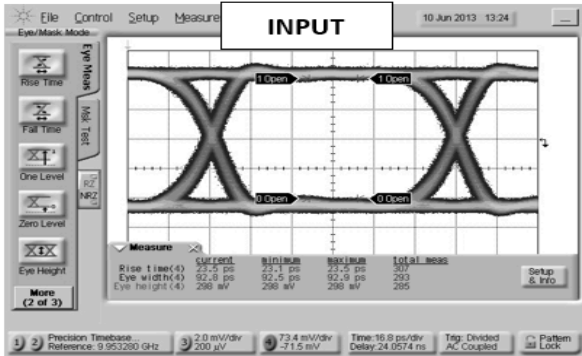 File Control Setup Measure
INPUT
10 Jun 2013 13:24
Eye/Mask Mode
Eye Meas
Msk Test
RZ
NRZ
Rise Time
Fall Time
One Level
Zero Level
Eye Height
More
(2 of 3)
1 Open
1 Open
0 Open
0 Open
Measure
current minimum maximum total meas
Rise time(4) 23.5 ps 23.1 ps 23.5 ps 307
Eye width(4) 92.8 ps 92.5 ps 92.9 ps 293
Eye height(4) 298 mV 298 mV 298 mV 285
Setup
& Info
1 2 Precision Timebase...
Reference: 9.953280 GHz
3 2.0 mV/div
200 µV
4 73.4 mV/div
-71.5 mV
Time:16.8 ps/div
Delay:24.0574 ns
Trig: Divided
AC Coupled
Pattern
Lock